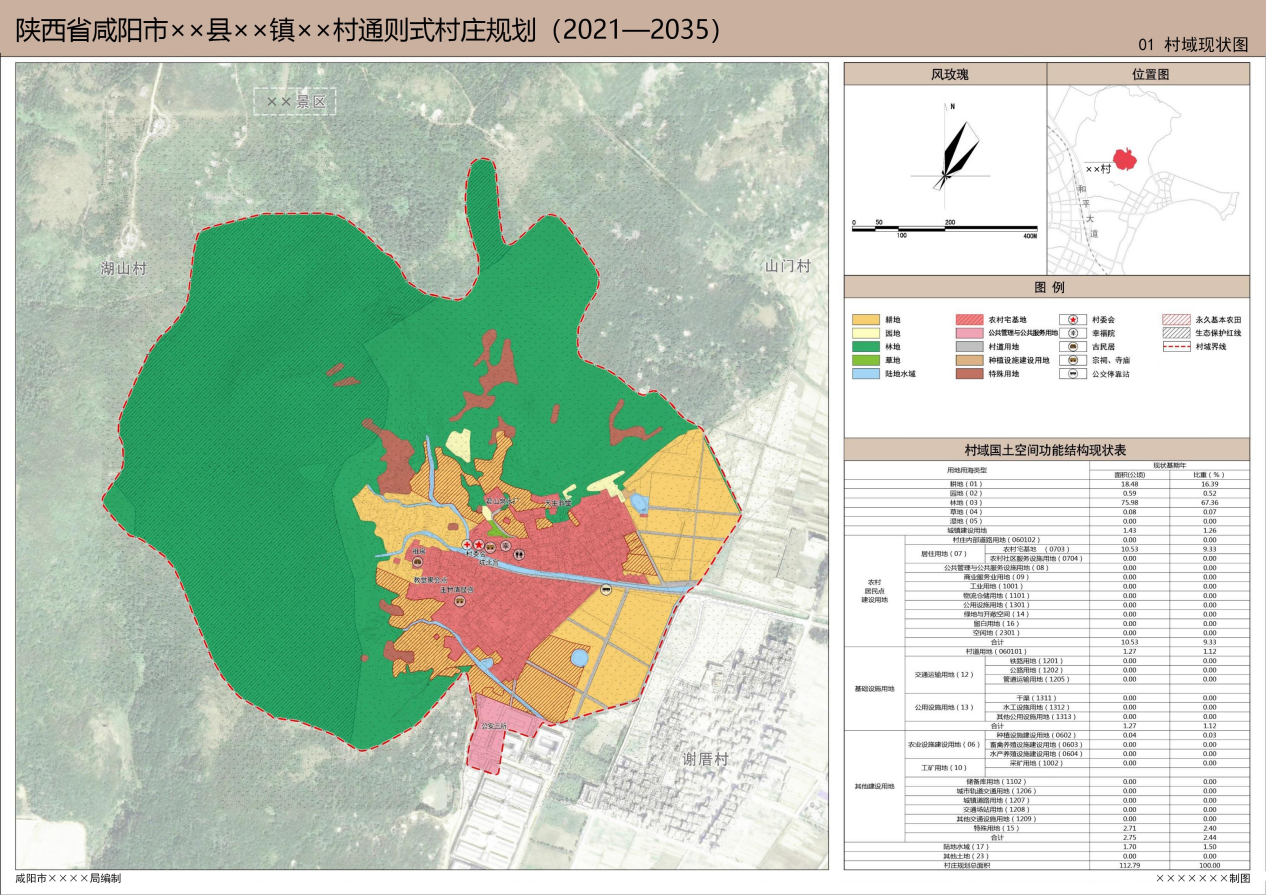 陕西省咸阳市××县××镇××村通则式村庄规划（2021—2035）
01 村域现状图
××景区
湖山村
山门村
谢厝村
村委会
公安三所
风玫瑰
位置图
N
0 50 200
100 400M
××村
和平大道
图 例
耕地
园地
林地
草地
陆地水域
农村宅基地
公共管理与公共服务用地
村道用地
种植设施建设用地
特殊用地
村委会
幸福院
古民居
宗祠、寺庙
公交停靠站
永久基本农田
生态保护红线
村域界线
村域国土空间功能结构现状表
用地用海类型 现状基期年
面积(公顷) 比重（%）
耕地（01） 18.48 16.39
园地（02） 0.59 0.52
林地（03） 75.98 67.36
草地（04） 0.08 0.07
湿地（05） 0.00 0.00
城镇建设用地 1.43 1.26
农村居民点建设用地
村庄内部道路用地（060102） 0.00 0.00
居住用地（07） 农村宅基地 （0703） 10.53 9.33
农村社区服务设施用地（0704） 0.00 0.00
公共管理与公共服务设施用地（08） 0.00 0.00
商业服务业用地（09） 0.00 0.00
工业用地（1001） 0.00 0.00
物流仓储用地（1101） 0.00 0.00
公用设施用地（1301） 0.00 0.00
绿地与开敞空间（14） 0.00 0.00
留白用地（16） 0.00 0.00
空闲地（2301） 0.00 0.00
合计 10.53 9.33
基础设施用地
村道用地（060101） 1.27 1.12
交通运输用地（12） 铁路用地（1201） 0.00 0.00
公路用地（1202） 0.00 0.00
管道运输用地（1205） 0.00 0.00
公用设施用地（13） 干渠（1311） 0.00 0.00
水工设施用地（1312） 0.00 0.00
其他公用设施用地（1313） 0.00 0.00
合计 1.27 1.12
其他建设用地
农业设施建设用地（06） 种植设施建设用地（0602） 0.04 0.03
畜禽养殖设施建设用地（0603） 0.00 0.00
水产养殖设施建设用地（0604） 0.00 0.00
工矿用地（10） 采矿用地（1002） 0.00 0.00
储备库用地（1102） 0.00 0.00
城市轨道交通用地（1206） 0.00 0.00
城镇道路用地（1207） 0.00 0.00
交通场站用地（1208） 0.00 0.00
其他交通设施用地（1209） 0.00 0.00
特殊用地（15） 2.71 2.40
合计 2.75 2.44
陆地水域（17） 1.70 1.50
其他土地（23） 0.00 0.00
村庄规划总面积 112.79 100.00
咸阳市××××局编制
×××××××制图